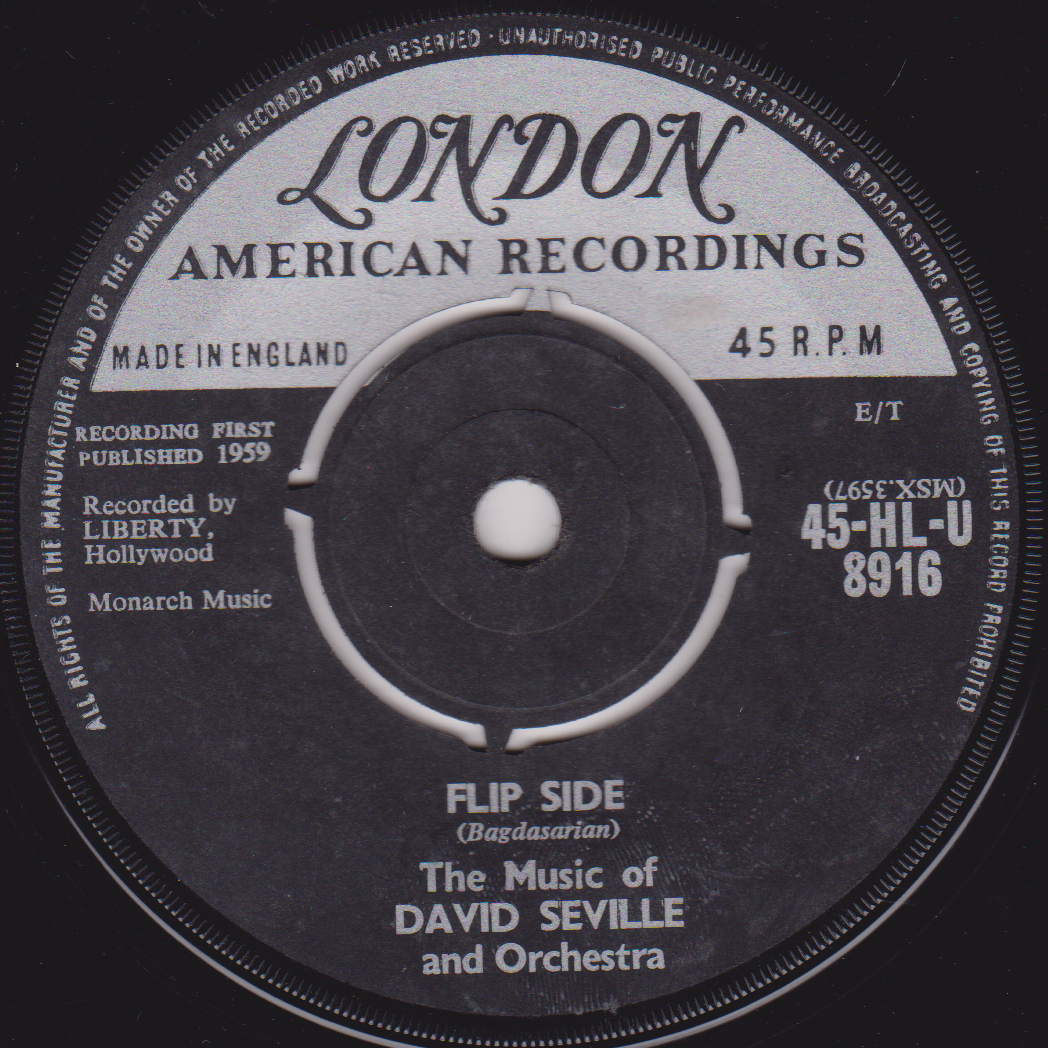 ALL RIGHTS OF THE MANUFACTURER AND OF THE OWNER OF THE RECORDED WORK RESERVED · UNAUTHORISED PUBLIC PERFORMANCE BROADCASTING AND COPYING OF THIS RECORD PROHIBITED
LONDON
AMERICAN RECORDINGS
MADE IN ENGLAND
45 R.P.M
E/T
RECORDING FIRST
PUBLISHED 1959
Recorded by
LIBERTY,
Hollywood
Monarch Music
(MSX.3597)
45-HL-U
8916
FLIP SIDE
(Bagdasarian)
The Music of
DAVID SEVILLE
and Orchestra